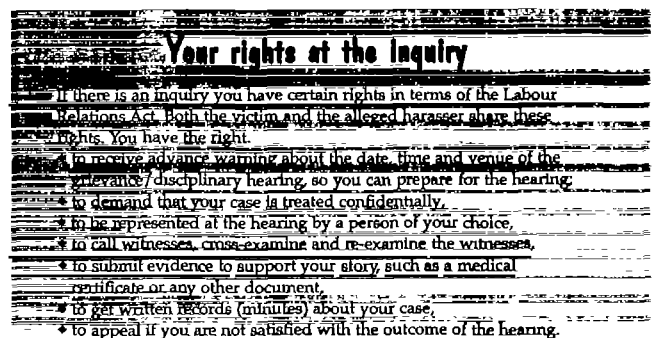 Your rights at the inquiry
If there is an inquiry you have certain rights in terms of the Labour
Relations Act. Both the victim and the alleged harasser share these
rights. You have the right.
♦ to receive advance warning about the date, time and venue of the
grievance/disciplinary hearing, so you can prepare for the hearing;
♦ to demand that your case is treated confidentally,
♦ to be represented at the hearing by a person of your choice,
♦ to call witnesses, cross-examine and re-examine the witnesses,
♦ to submit evidence to support your story, such as a medical
certificate or any other document,
♦ to get written records (minutes) about your case,
♦ to appeal if you are not satisfied with the outcome of the hearing.